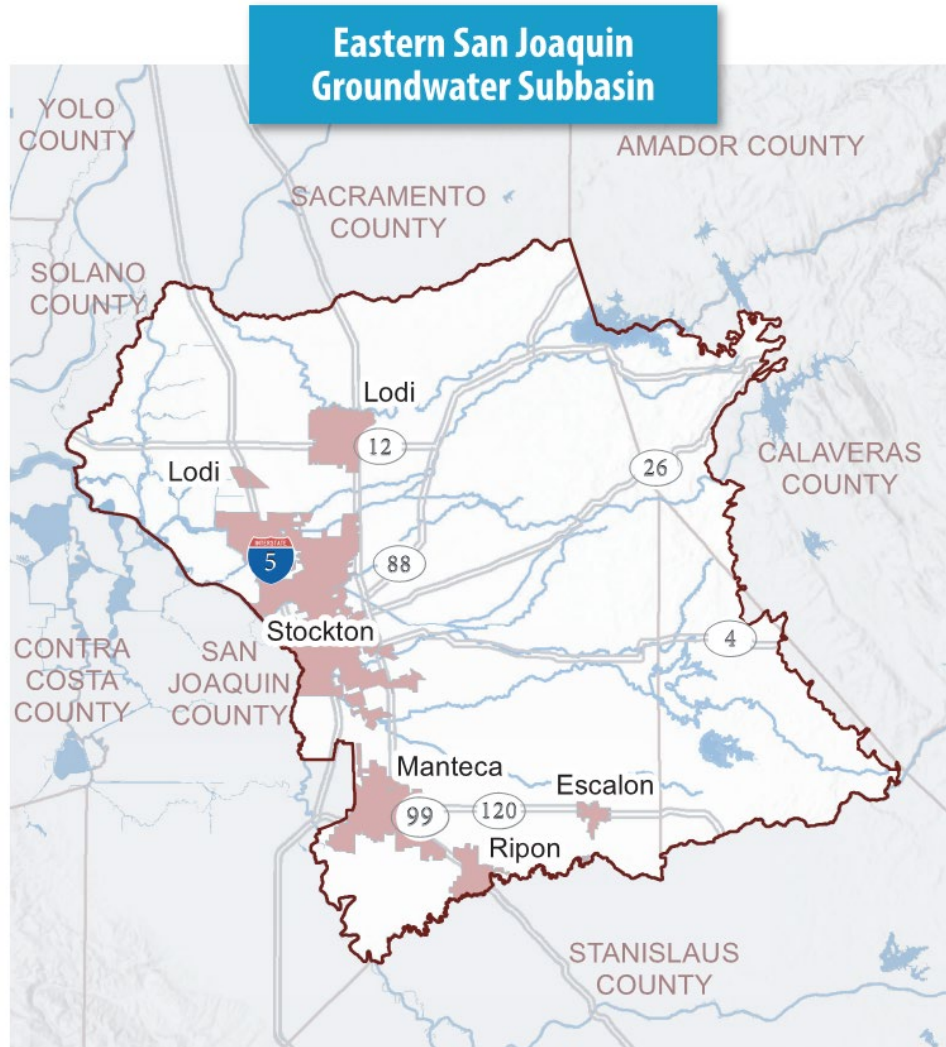 Eastern San Joaquin
Groundwater Subbasin
YOLO
COUNTY
AMADOR COUNTY
SACRAMENTO
COUNTY
SOLANO
COUNTY
Lodi
12
Lodi
26
CALAVERAS
COUNTY
INTERSTATE
5
88
Stockton
4
CONTRA
COSTA
COUNTY
SAN
JOAQUIN
COUNTY
Manteca
Escalon
99
120
Ripon
STANISLAUS
COUNTY